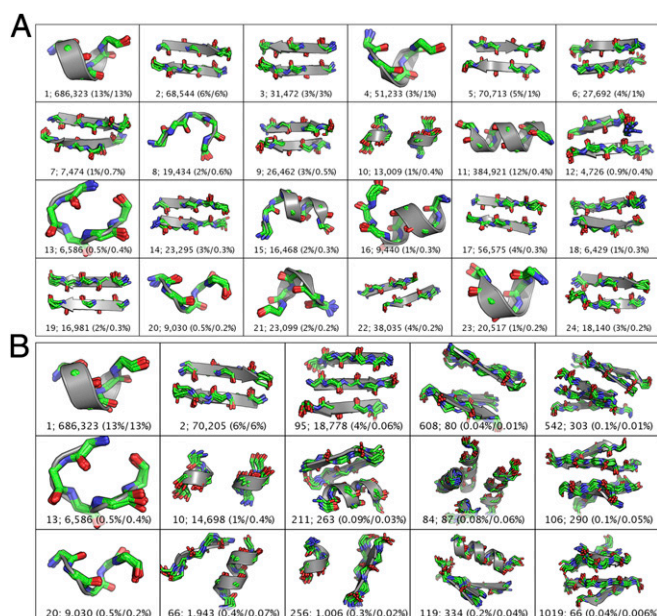 A
1; 686,323 (13%/13%) 2; 68,544 (6%/6%) 3; 31,472 (3%/3%) 4; 51,233 (3%/1%) 5; 70,713 (5%/1%) 6; 27,692 (4%/1%)
7; 7,474 (1%/0.7%) 8; 19,434 (2%/0.6%) 9; 26,462 (3%/0.5%) 10; 13,009 (1%/0.4%) 11; 384,921 (12%/0.4%) 12; 4,726 (0.9%/0.4%)
13; 6,586 (0.5%/0.4%) 14; 23,295 (3%/0.3%) 15; 16,468 (2%/0.3%) 16; 9,440 (1%/0.3%) 17; 56,575 (4%/0.3%) 18; 6,429 (1%/0.3%)
19; 16,981 (2%/0.3%) 20; 9,030 (0.5%/0.2%) 21; 23,099 (2%/0.2%) 22; 38,035 (4%/0.2%) 23; 20,517 (1%/0.2%) 24; 18,140 (3%/0.2%)
B
1; 686,323 (13%/13%) 2; 70,205 (6%/6%) 95; 18,778 (4%/0.06%) 608; 80 (0.04%/0.01%) 542; 303 (0.1%/0.01%)
13; 6,586 (0.5%/0.4%) 10; 14,698 (1%/0.4%) 211; 263 (0.09%/0.03%) 84; 87 (0.08%/0.06%) 106; 290 (0.1%/0.05%)
20; 9,030 (0.5%/0.2%) 66; 1,943 (0.4%/0.07%) 256; 1,006 (0.3%/0.02%) 119; 334 (0.2%/0.04%) 1019; 66 (0.04%/0.006%)